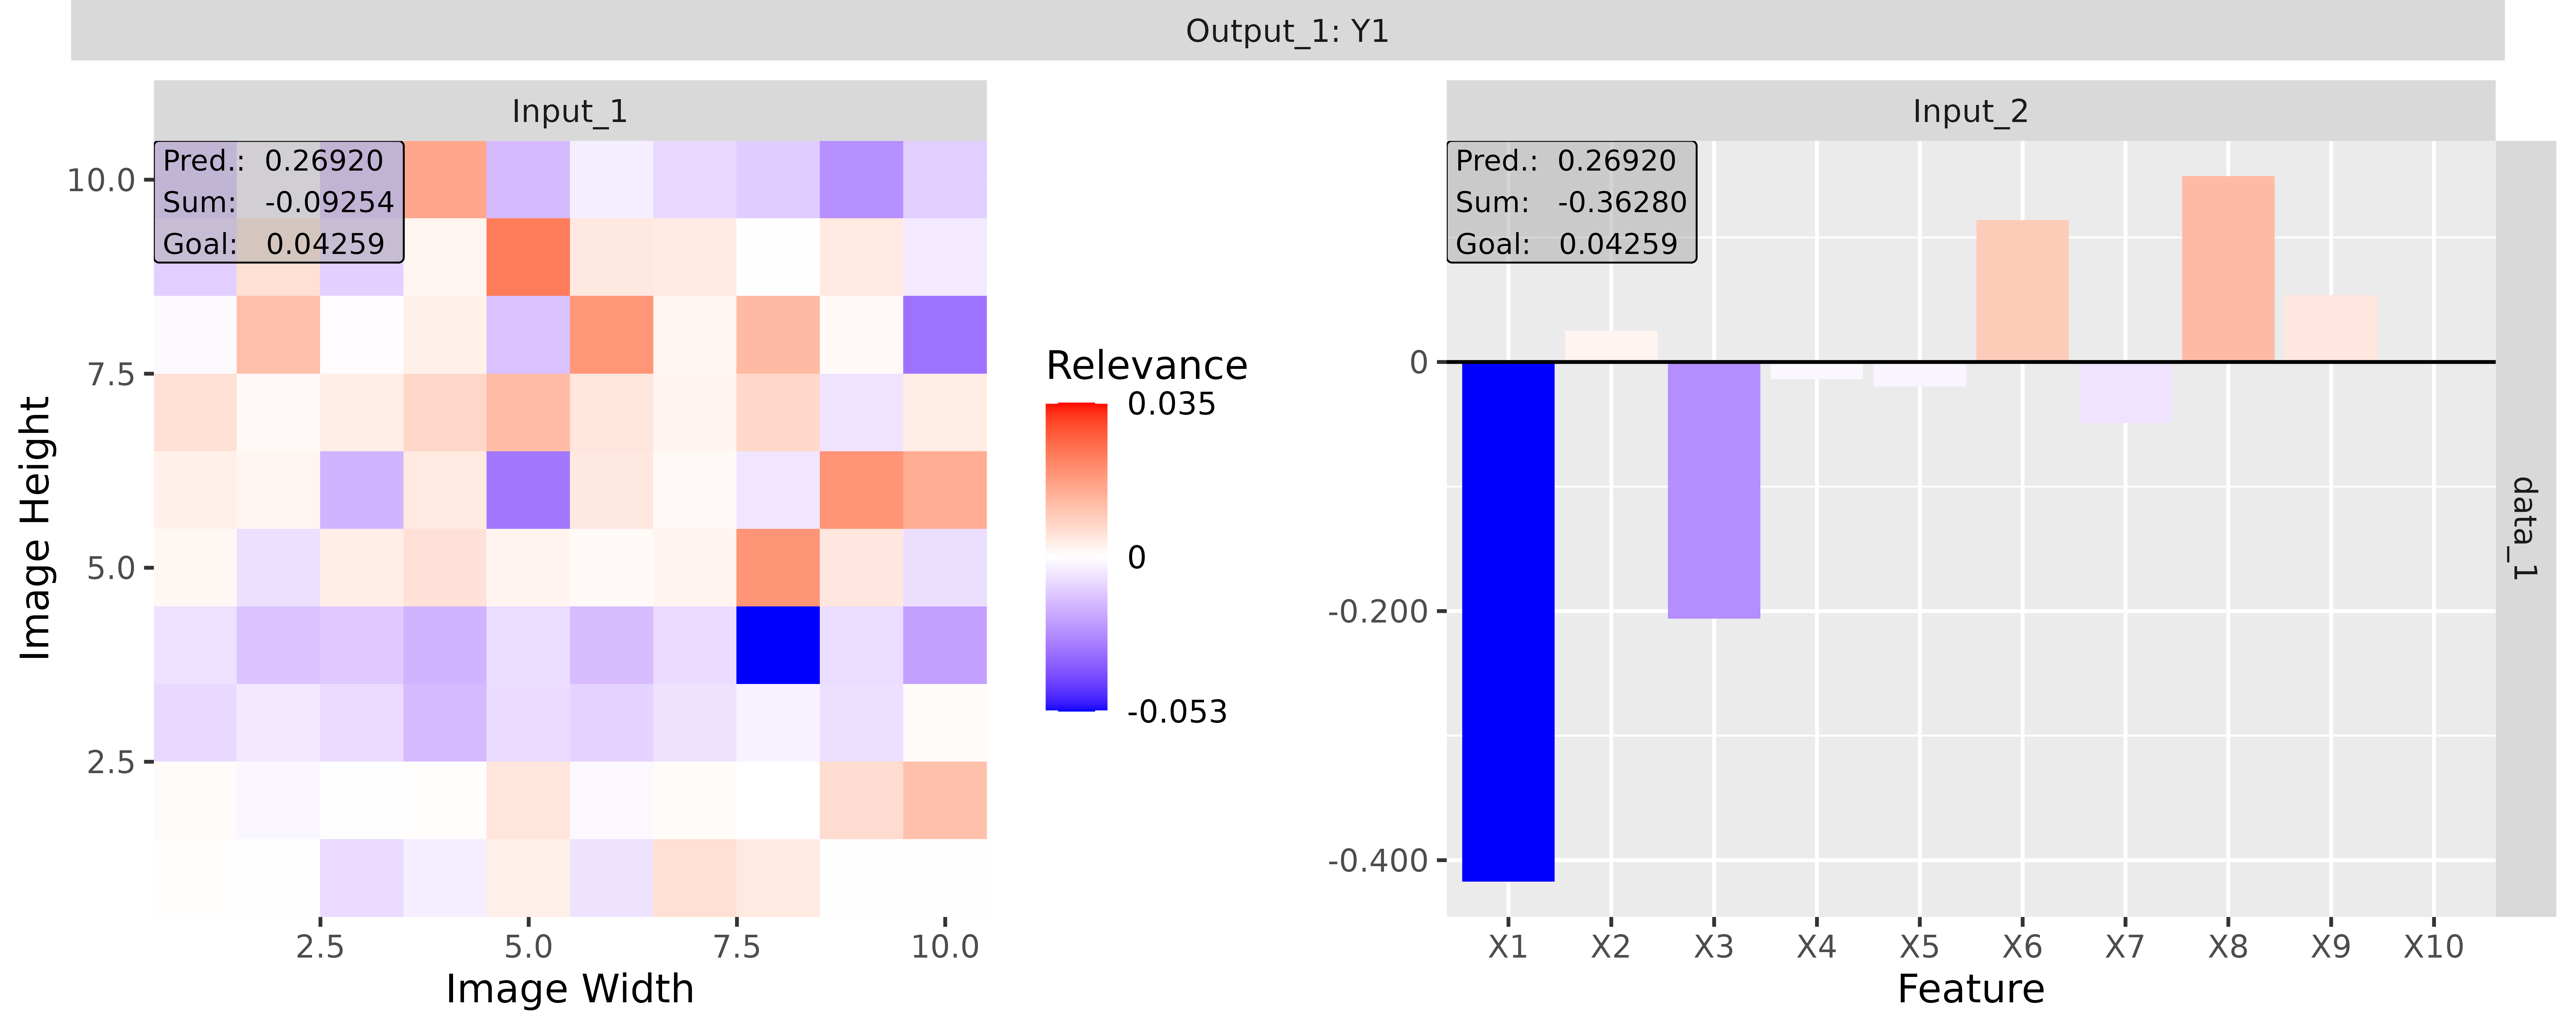 Output_1: Y1
Input_1
Pred.: 0.26920
Sum: -0.09254
Goal: 0.04259
10.0
7.5
5.0
2.5
Image Height
2.5 5.0 7.5 10.0
Image Width
Relevance
0.035
0
-0.053
Input_2
Pred.: 0.26920
Sum: -0.36280
Goal: 0.04259
0
-0.200
-0.400
X1 X2 X3 X4 X5 X6 X7 X8 X9 X10
Feature
data_1